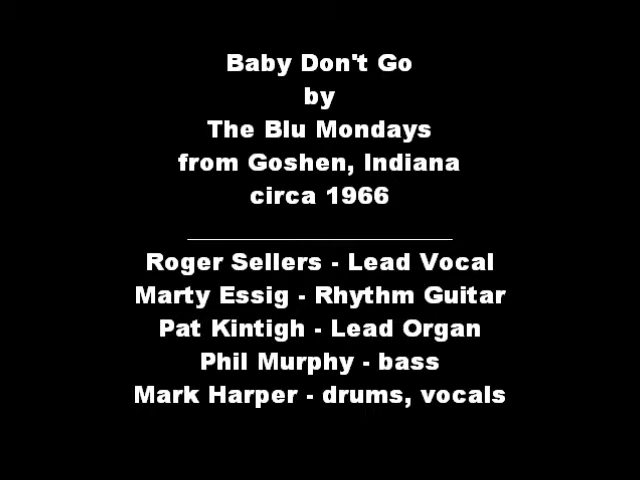 Baby Don't Go
by
The Blu Mondays
from Goshen, Indiana
circa 1966
Roger Sellers - Lead Vocal
Marty Essig - Rhythm Guitar
Pat Kintigh - Lead Organ
Phil Murphy - bass
Mark Harper - drums, vocals